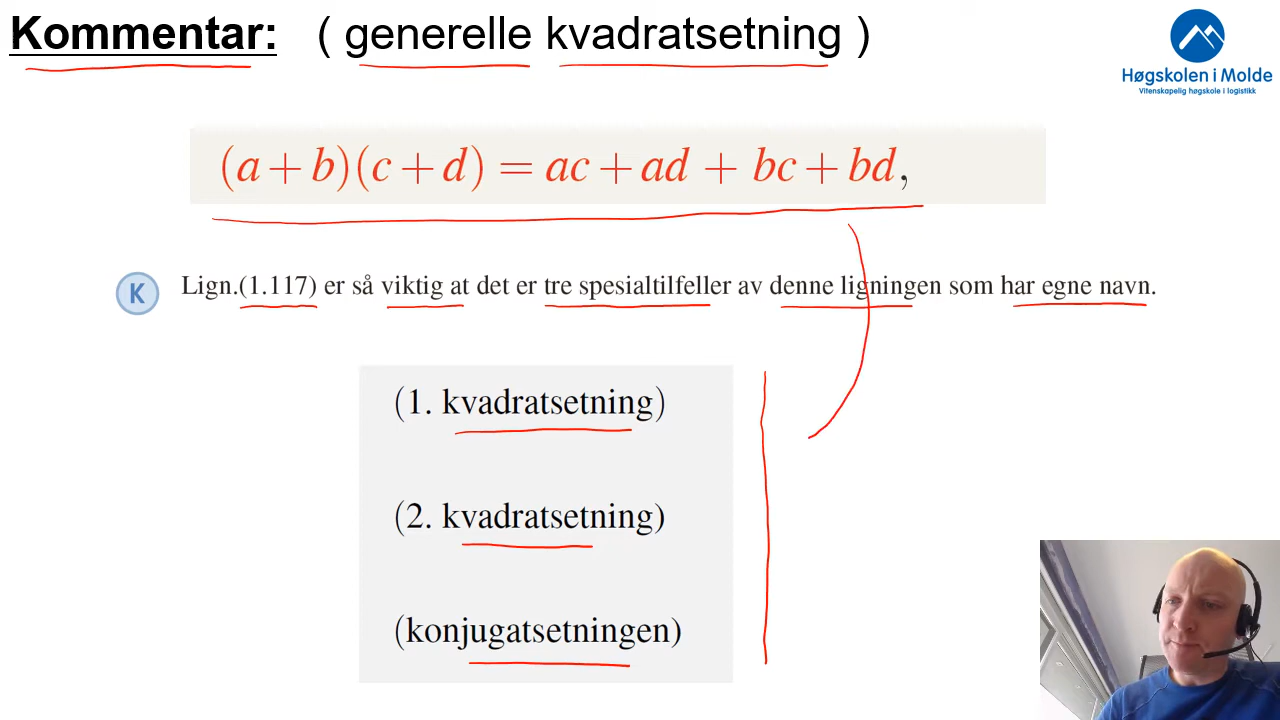 Kommentar: ( generelle kvadratsetning )
Høgskolen i Molde
Vitenskapelig høgskole i logistikk
(a + b)(c + d) = ac + ad + bc + bd,
K Lign.(1.117) er så viktig at det er tre spesialtilfeller av denne ligningen som har egne navn.
(1. kvadratsetning)
(2. kvadratsetning)
(konjugatsetningen)